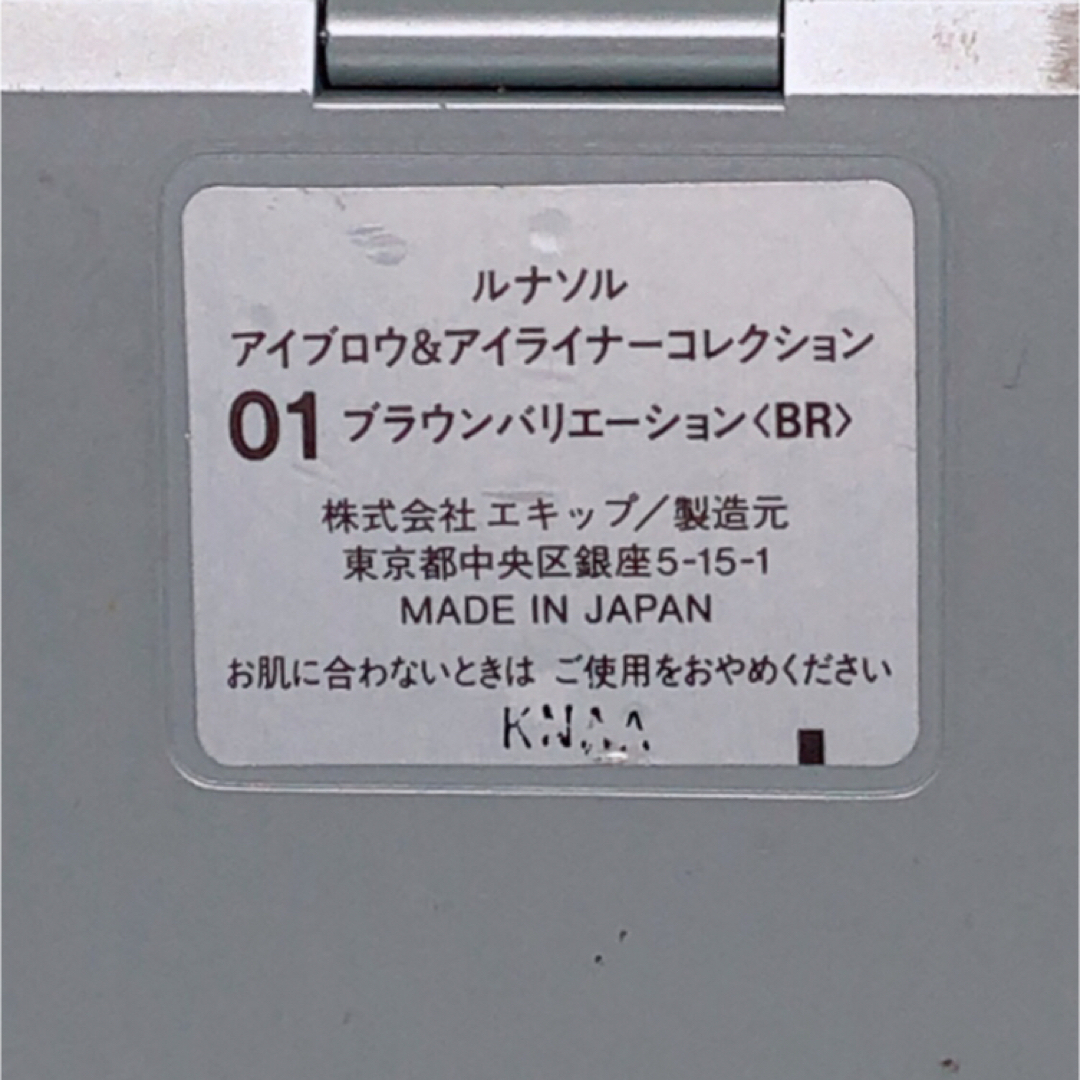 ルナソル
アイブロウ&アイライナーコレクション
01 ブラウンバリエーション〈BR〉
株式会社 エキップ/製造元
東京都中央区銀座5-15-1
MADE IN JAPAN
お肌に合わないときは ご使用をおやめください